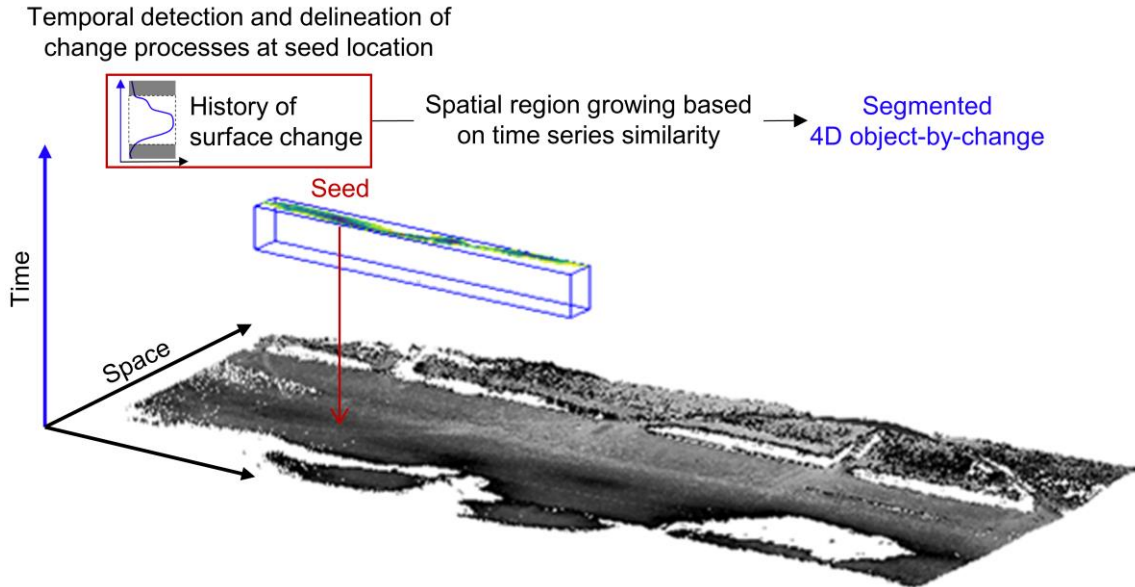 Temporal detection and delineation of
change processes at seed location
History of
surface change
Spatial region growing based
on time series similarity
Segmented
4D object-by-change
Seed
Time
Space